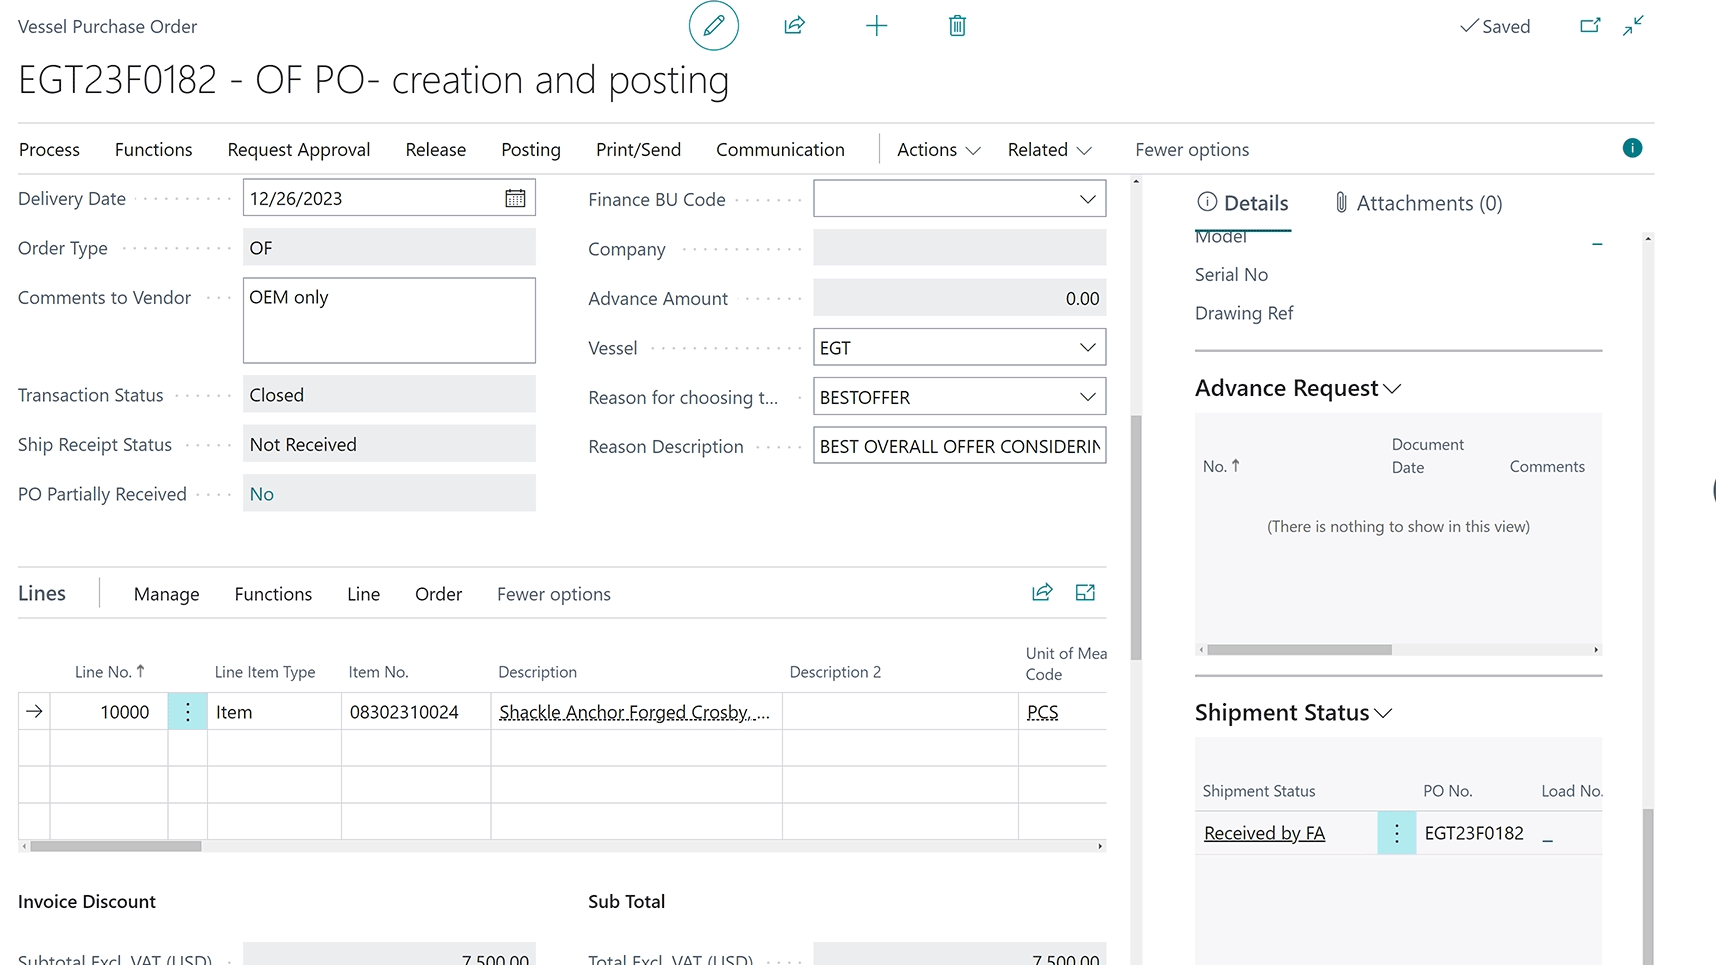 Vessel Purchase Order
Saved
EGT23F0182 - OF PO- creation and posting
Process Functions Request Approval Release Posting Print/Send Communication Actions Related Fewer options
Delivery Date 12/26/2023
Order Type OF
Comments to Vendor OEM only
Transaction Status Closed
Ship Receipt Status Not Received
PO Partially Received No
Finance BU Code
Company
Advance Amount 0.00
Vessel EGT
Reason for choosing t... BESTOFFER
Reason Description BEST OVERALL OFFER CONSIDERIN
Details Attachments (0)
Model _
Serial No
Drawing Ref
Advance Request
No. ↑ Document Date Comments
(There is nothing to show in this view)
Shipment Status
Shipment Status PO No. Load No.
Received by FA EGT23F0182 _
Lines Manage Functions Line Order Fewer options
Line No. ↑ Line Item Type Item No. Description Description 2 Unit of Mea Code
10000 Item 08302310024 Shackle Anchor Forged Crosby, ... PCS
Invoice Discount Sub Total
Subtotal Excl. VAT (USD) 7,500.00 Total Excl. VAT (USD) 7,500.00